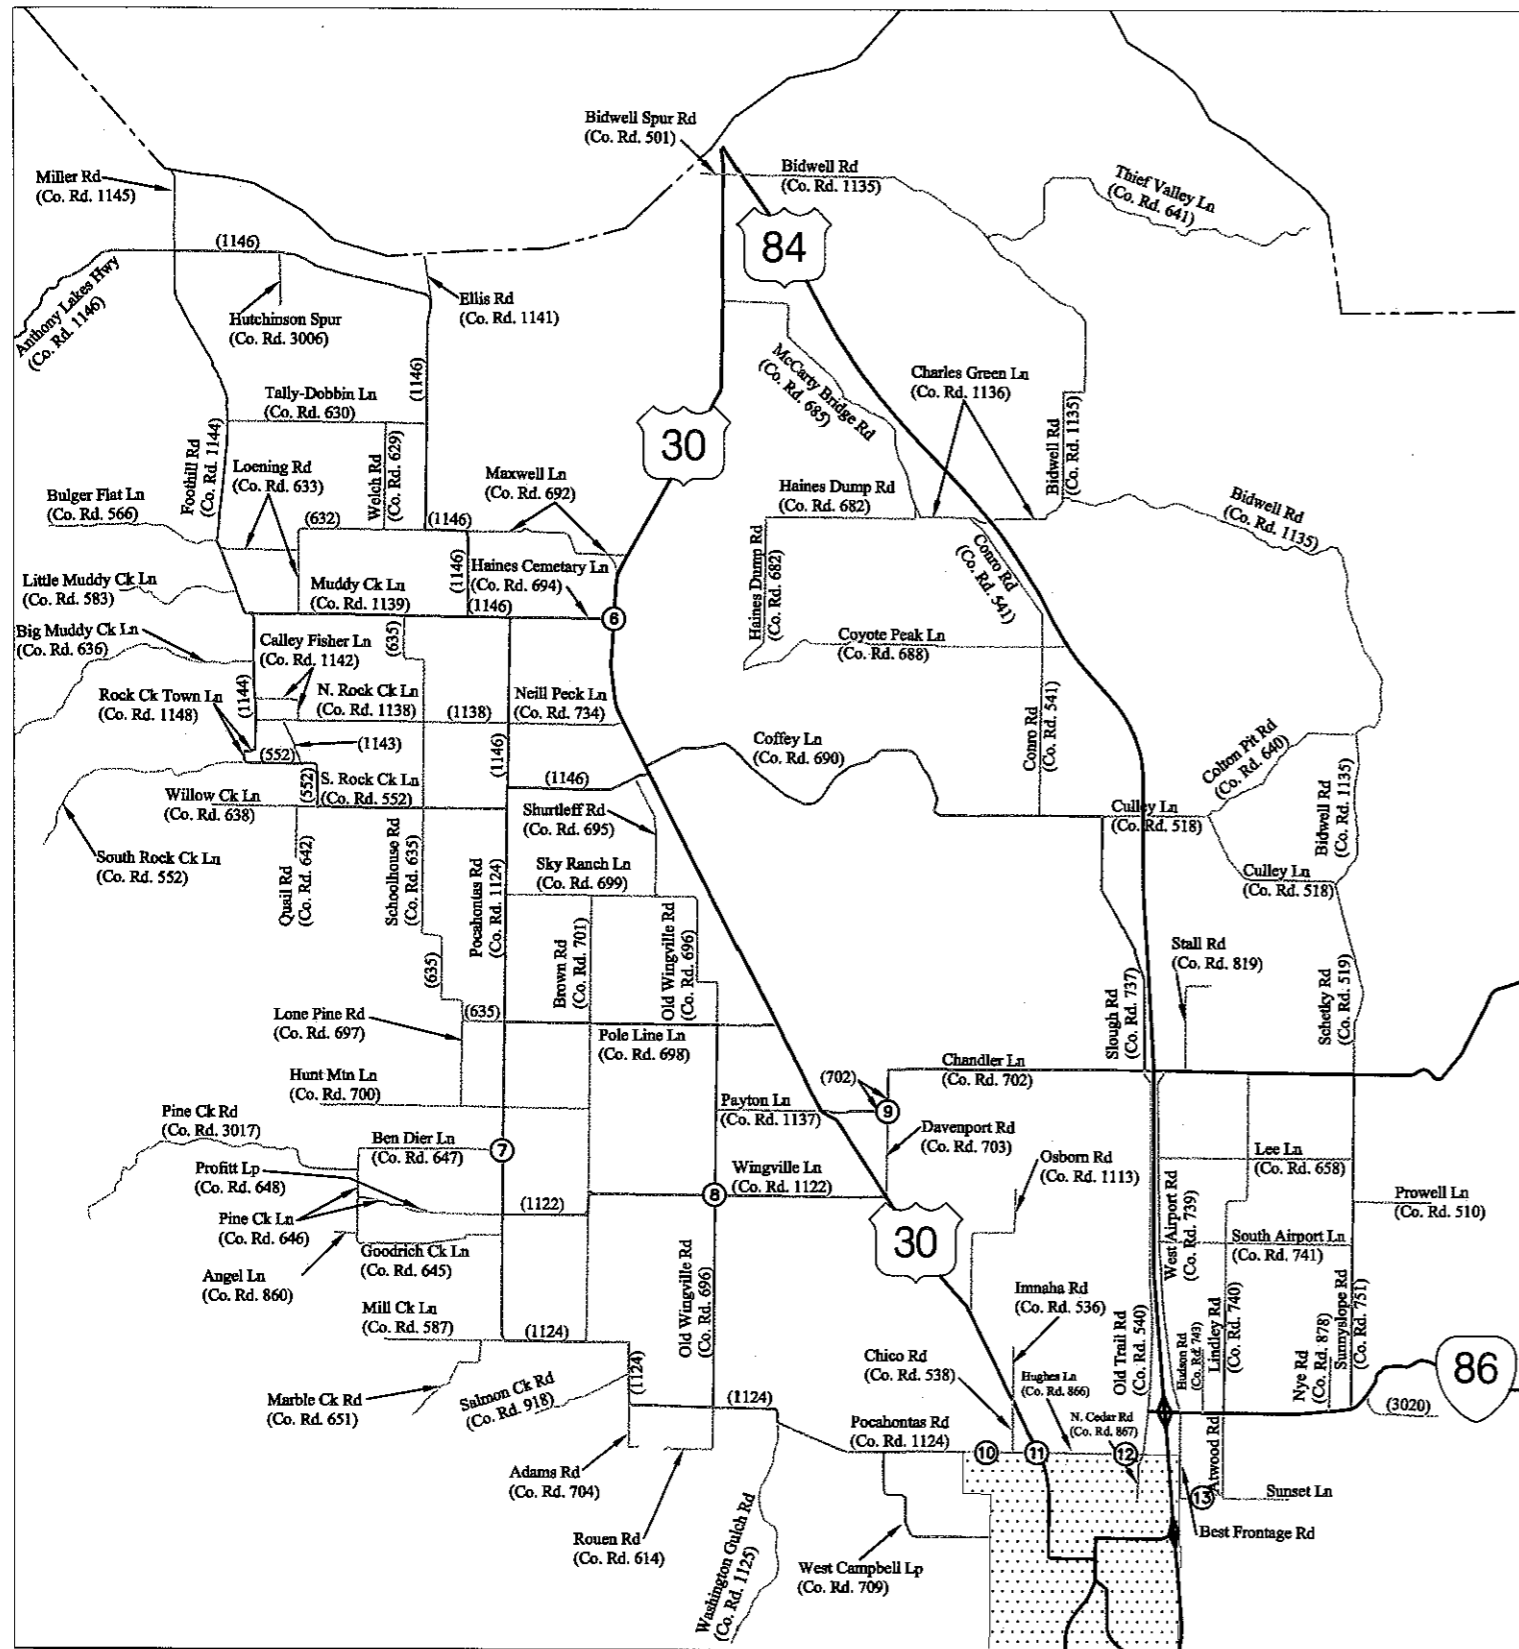 Bidwell Spur Rd
(Co. Rd. 501)
Bidwell Rd
(Co. Rd. 1135)
Thief Valley Ln
(Co. Rd. 641)
Miller Rd
(Co. Rd. 1145)
(1146)
84
Anthony Lakes Hwy
(Co. Rd. 1146)
Hutchinson Spur
(Co. Rd. 3006)
Ellis Rd
(Co. Rd. 1141)
(1146)
McCarty Bridge Rd
(Co. Rd. 685)
Charles Green Ln
(Co. Rd. 1136)
Bidwell Rd
(Co. Rd. 1135)
Tally-Dobbin Ln
(Co. Rd. 630)
30
Foothill Rd
(Co. Rd. 1144)
Loening Rd
(Co. Rd. 633)
Welch Rd
(Co. Rd. 629)
Maxwell Ln
(Co. Rd. 692)
Bulger Flat Ln
(Co. Rd. 566)
(632)
(1146)
Haines Dump Rd
(Co. Rd. 682)
Bidwell Rd
(Co. Rd. 1135)
Haines Dump Rd
(Co. Rd. 682)
Conro Rd
(Co. Rd. 541)
Little Muddy Ck Ln
(Co. Rd. 583)
Muddy Ck Ln
(Co. Rd. 1139)
(1146)
Haines Cemetary Ln
(Co. Rd. 694)
(1146)
6
Big Muddy Ck Ln
(Co. Rd. 636)
Calley Fisher Ln
(Co. Rd. 1142)
(635)
Coyote Peak Ln
(Co. Rd. 688)
Rock Ck Town Ln
(Co. Rd. 1148)
(1144)
N. Rock Ck Ln
(Co. Rd. 1138)
(1138)
Neill Peck Ln
(Co. Rd. 734)
Conro Rd
(Co. Rd. 541)
(552)
(1143)
(1146)
Coffey Ln
(Co. Rd. 690)
Colton Pit Rd
(Co. Rd. 640)
Willow Ck Ln
(Co. Rd. 638)
(552)
S. Rock Ck Ln
(Co. Rd. 552)
(1146)
Shurtleff Rd
(Co. Rd. 695)
Culley Ln
(Co. Rd. 518)
Bidwell Rd
(Co. Rd. 1135)
South Rock Ck Ln
(Co. Rd. 552)
Quail Rd
(Co. Rd. 642)
Schoolhouse Rd
(Co. Rd. 635)
Pocahontas Rd
(Co. Rd. 1124)
Sky Ranch Ln
(Co. Rd. 699)
Culley Ln
(Co. Rd. 518)
Brown Rd
(Co. Rd. 701)
Old Wingville Rd
(Co. Rd. 696)
Stall Rd
(Co. Rd. 819)
(635)
Slough Rd
(Co. Rd. 737)
Schetky Rd
(Co. Rd. 519)
Lone Pine Rd
(Co. Rd. 697)
(635)
Pole Line Ln
(Co. Rd. 698)
Hunt Mtn Ln
(Co. Rd. 700)
(702)
Chandler Ln
(Co. Rd. 702)
9
Payton Ln
(Co. Rd. 1137)
Davenport Rd
(Co. Rd. 703)
Pine Ck Rd
(Co. Rd. 3017)
Ben Dier Ln
(Co. Rd. 647)
7
Osborn Rd
(Co. Rd. 1113)
Lee Ln
(Co. Rd. 658)
Profitt Lp
(Co. Rd. 648)
Wingville Ln
(Co. Rd. 1122)
8
West Airport Rd
(Co. Rd. 739)
Prowell Ln
(Co. Rd. 510)
Pine Ck Ln
(Co. Rd. 646)
(1122)
Goodrich Ck Ln
(Co. Rd. 645)
30
South Airport Ln
(Co. Rd. 741)
Angel Ln
(Co. Rd. 860)
Old Wingville Rd
(Co. Rd. 696)
Imnaha Rd
(Co. Rd. 536)
Mill Ck Ln
(Co. Rd. 587)
(1124)
Old Trail Rd
(Co. Rd. 540)
Hudson Rd
(Co. Rd. 743)
Lindley Rd
(Co. Rd. 740)
Nye Rd
(Co. Rd. 878)
Sunnyslope Rd
(Co. Rd. 751)
86
Chico Rd
(Co. Rd. 538)
Hughes Ln
(Co. Rd. 866)
Marble Ck Rd
(Co. Rd. 651)
Salmon Ck Rd
(Co. Rd. 918)
(1124)
(1124)
N. Cedar Rd
(Co. Rd. 867)
(3020)
Pocahontas Rd
(Co. Rd. 1124)
10
11
12
Atwood Rd
Adams Rd
(Co. Rd. 704)
13
Sunset Ln
Rouen Rd
(Co. Rd. 614)
Washington Gulch Rd
(Co. Rd. 1125)
West Campbell Lp
(Co. Rd. 709)
Best Frontage Rd